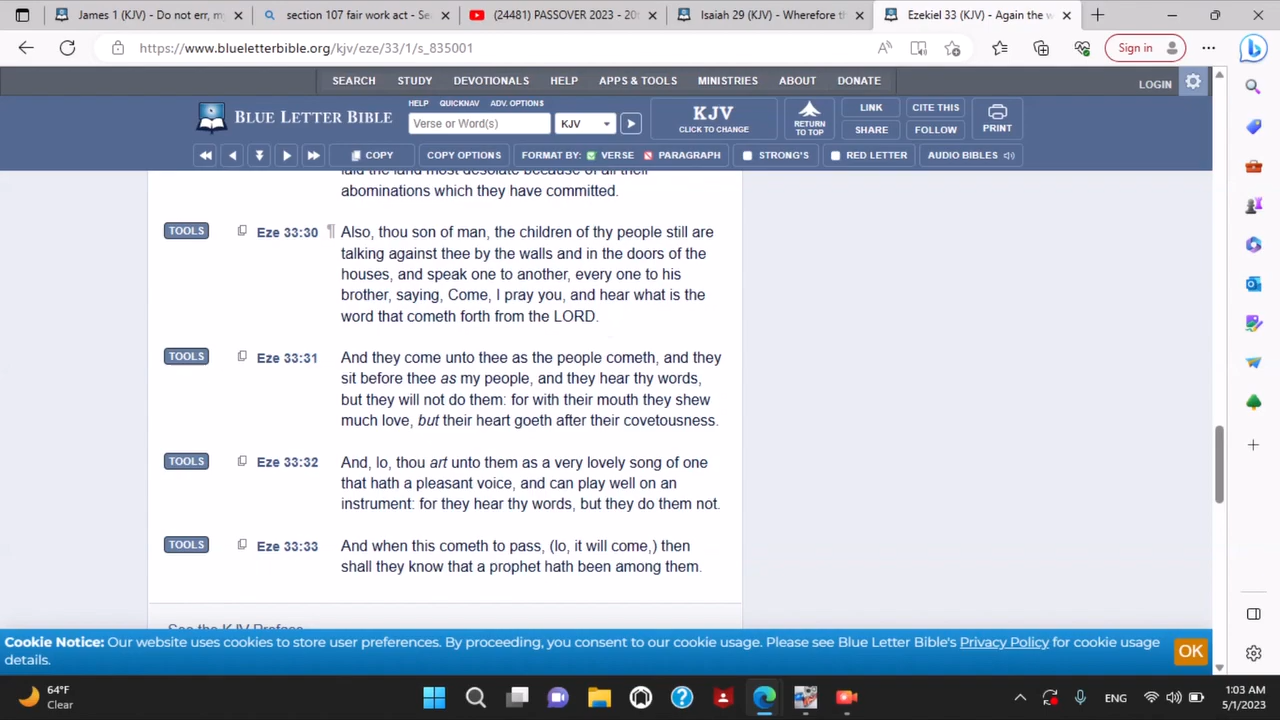 James 1 (KJV) - Do not err, my
section 107 fair work act - Se
(24481) PASSOVER 2023 - 20
Isaiah 29 (KJV) - Wherefore th
Ezekiel 33 (KJV) - Again the w
https://www.blueletterbible.org/kjv/eze/33/1/s_835001
Sign in
SEARCH STUDY DEVOTIONALS HELP APPS & TOOLS MINISTRIES ABOUT DONATE
LOGIN
BLUE LETTER BIBLE
HELP QUICKNAV ADV. OPTIONS
Verse or Word(s)
KJV
KJV
CLICK TO CHANGE
RETURN
TO TOP
LINK
CITE THIS
SHARE
FOLLOW
PRINT
COPY
COPY OPTIONS
FORMAT BY: VERSE PARAGRAPH
STRONG'S
RED LETTER
AUDIO BIBLES
laid the land most desolate because of all their
abominations which they have committed.
TOOLS Eze 33:30 ¶ Also, thou son of man, the children of thy people still are
talking against thee by the walls and in the doors of the
houses, and speak one to another, every one to his
brother, saying, Come, I pray you, and hear what is the
word that cometh forth from the LORD.
TOOLS Eze 33:31 And they come unto thee as the people cometh, and they
sit before thee as my people, and they hear thy words,
but they will not do them: for with their mouth they shew
much love, but their heart goeth after their covetousness.
TOOLS Eze 33:32 And, lo, thou art unto them as a very lovely song of one
that hath a pleasant voice, and can play well on an
instrument: for they hear thy words, but they do them not.
TOOLS Eze 33:33 And when this cometh to pass, (lo, it will come,) then
shall they know that a prophet hath been among them.
See the KJV Preface
Cookie Notice: Our website uses cookies to store user preferences. By proceeding, you consent to our cookie usage. Please see Blue Letter Bible's Privacy Policy for cookie usage
details.
OK
64°F
Clear
ENG
1:03 AM
5/1/2023